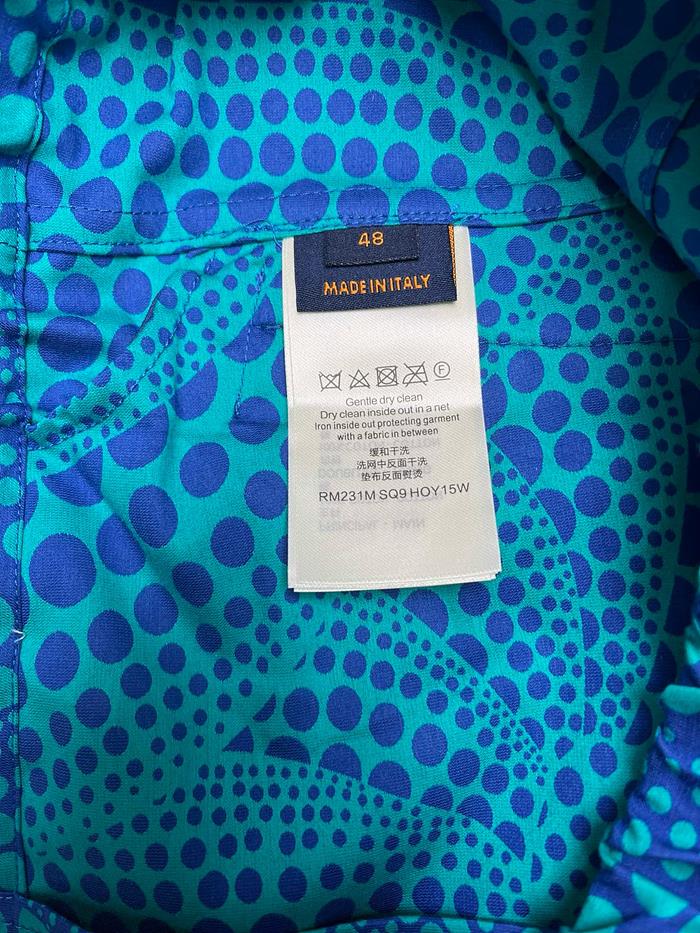 48
MADE IN ITALY
Gentle dry clean
Dry clean inside out in a net
Iron inside out protecting garment
with a fabric in between
缓和干洗
洗网中反面干洗
垫布反面熨烫
RM231M SQ9 HOY15W